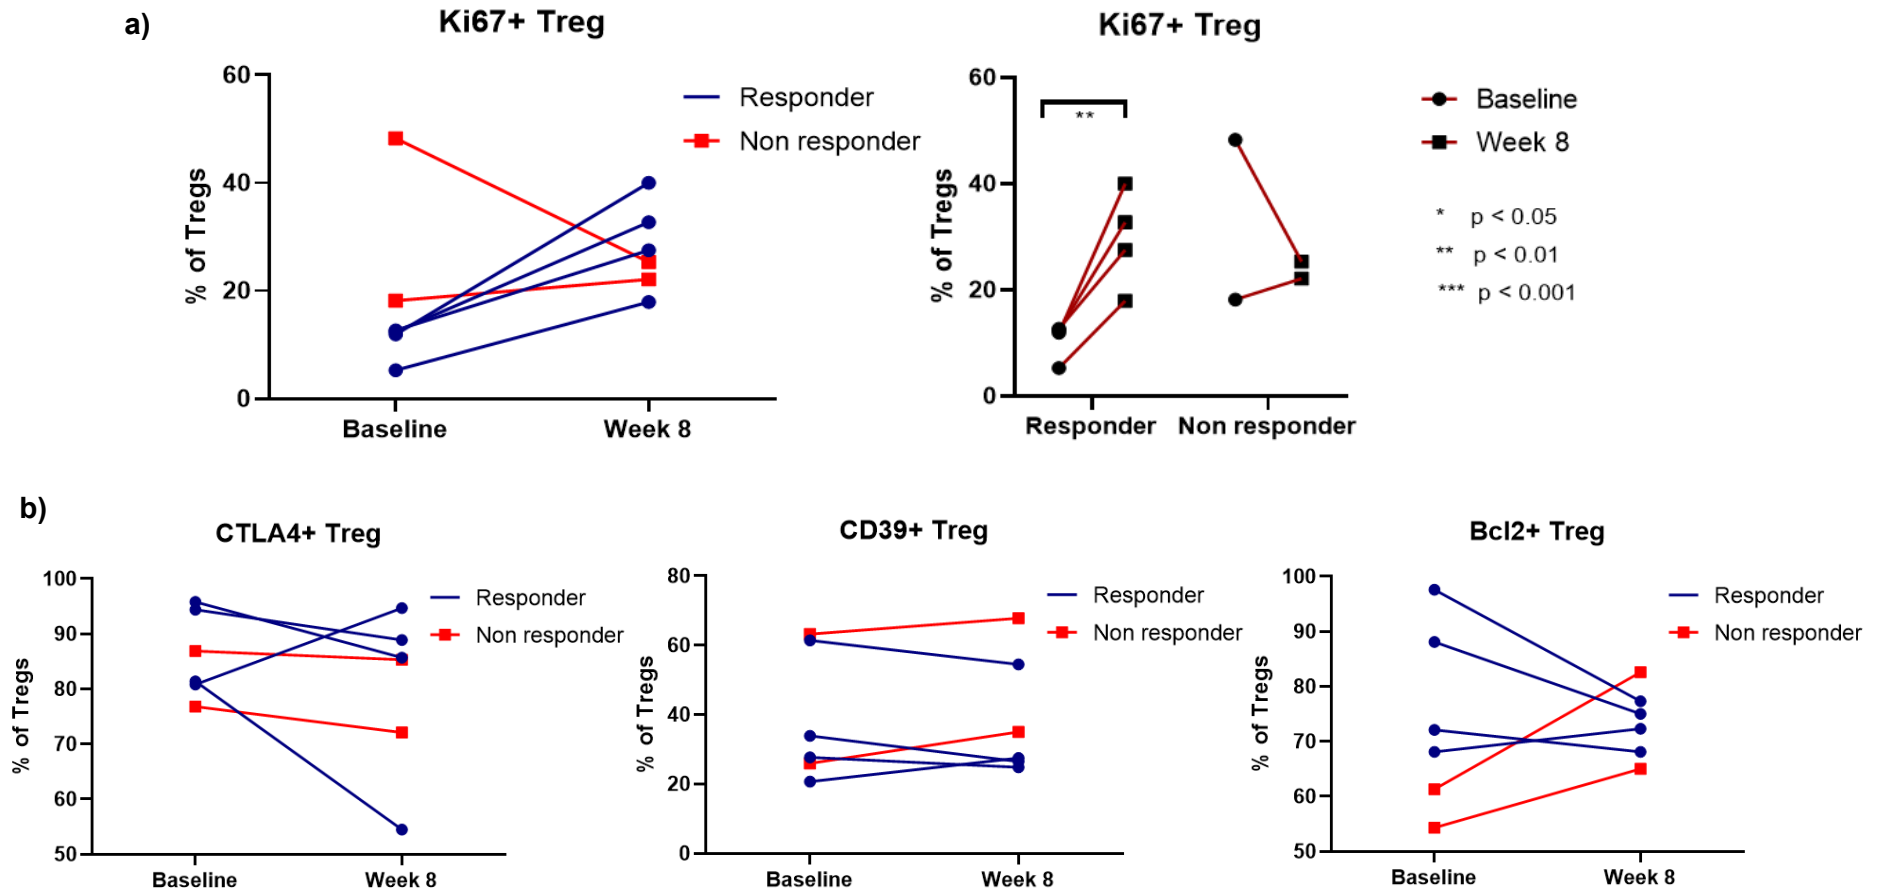 a)
Ki67+ Treg
% of Tregs
60
40
20
0
Baseline
Week 8
Responder
Non responder
Ki67+ Treg
% of Tregs
60
40
20
0
**
Responder
Non responder
Baseline
Week 8
* p < 0.05
** p < 0.01
*** p < 0.001
b)
CTLA4+ Treg
% of Tregs
100
90
80
70
60
50
Baseline
Week 8
Responder
Non responder
CD39+ Treg
% of Tregs
80
60
40
20
0
Baseline
Week 8
Responder
Non responder
Bcl2+ Treg
% of Tregs
100
90
80
70
60
50
Baseline
Week 8
Responder
Non responder